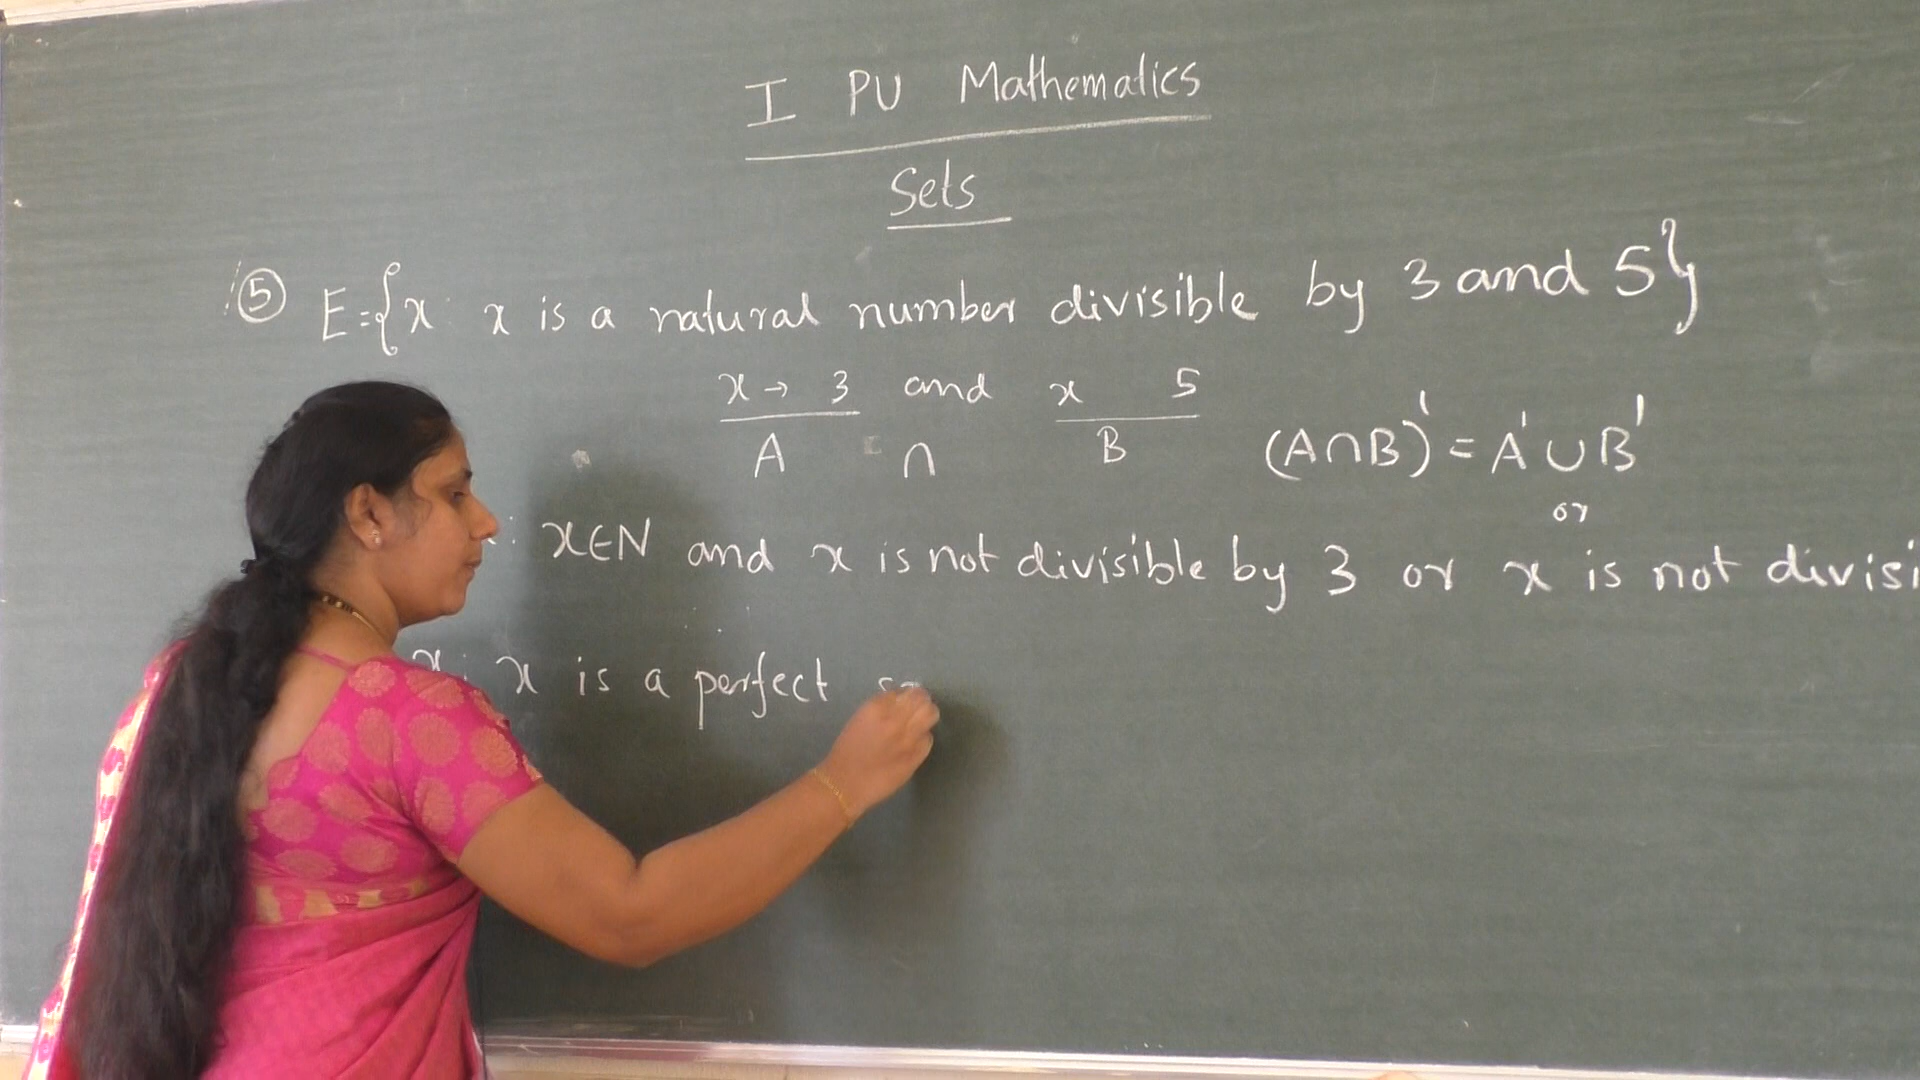 I PU Mathematics
Sets
⑤ E={x: x is a natural number divisible by 3 and 5}
x → 3 and x 5
A ∩ B (A∩B)' = A' ∪ B'
or
: x∈N and x is not divisible by 3 or x is not divisi
x: x is a perfect